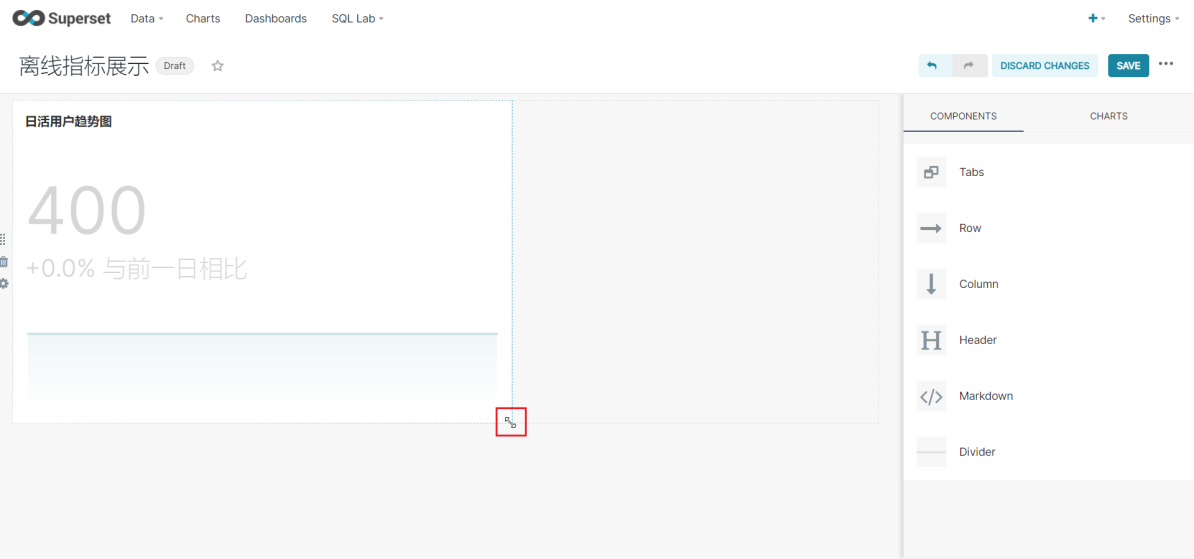 Superset Data Charts Dashboards SQL Lab + Settings
离线指标展示 Draft DISCARD CHANGES SAVE
日活用户趋势图
400
+0.0% 与前一日相比
COMPONENTS CHARTS
Tabs
Row
Column
H Header
</> Markdown
Divider